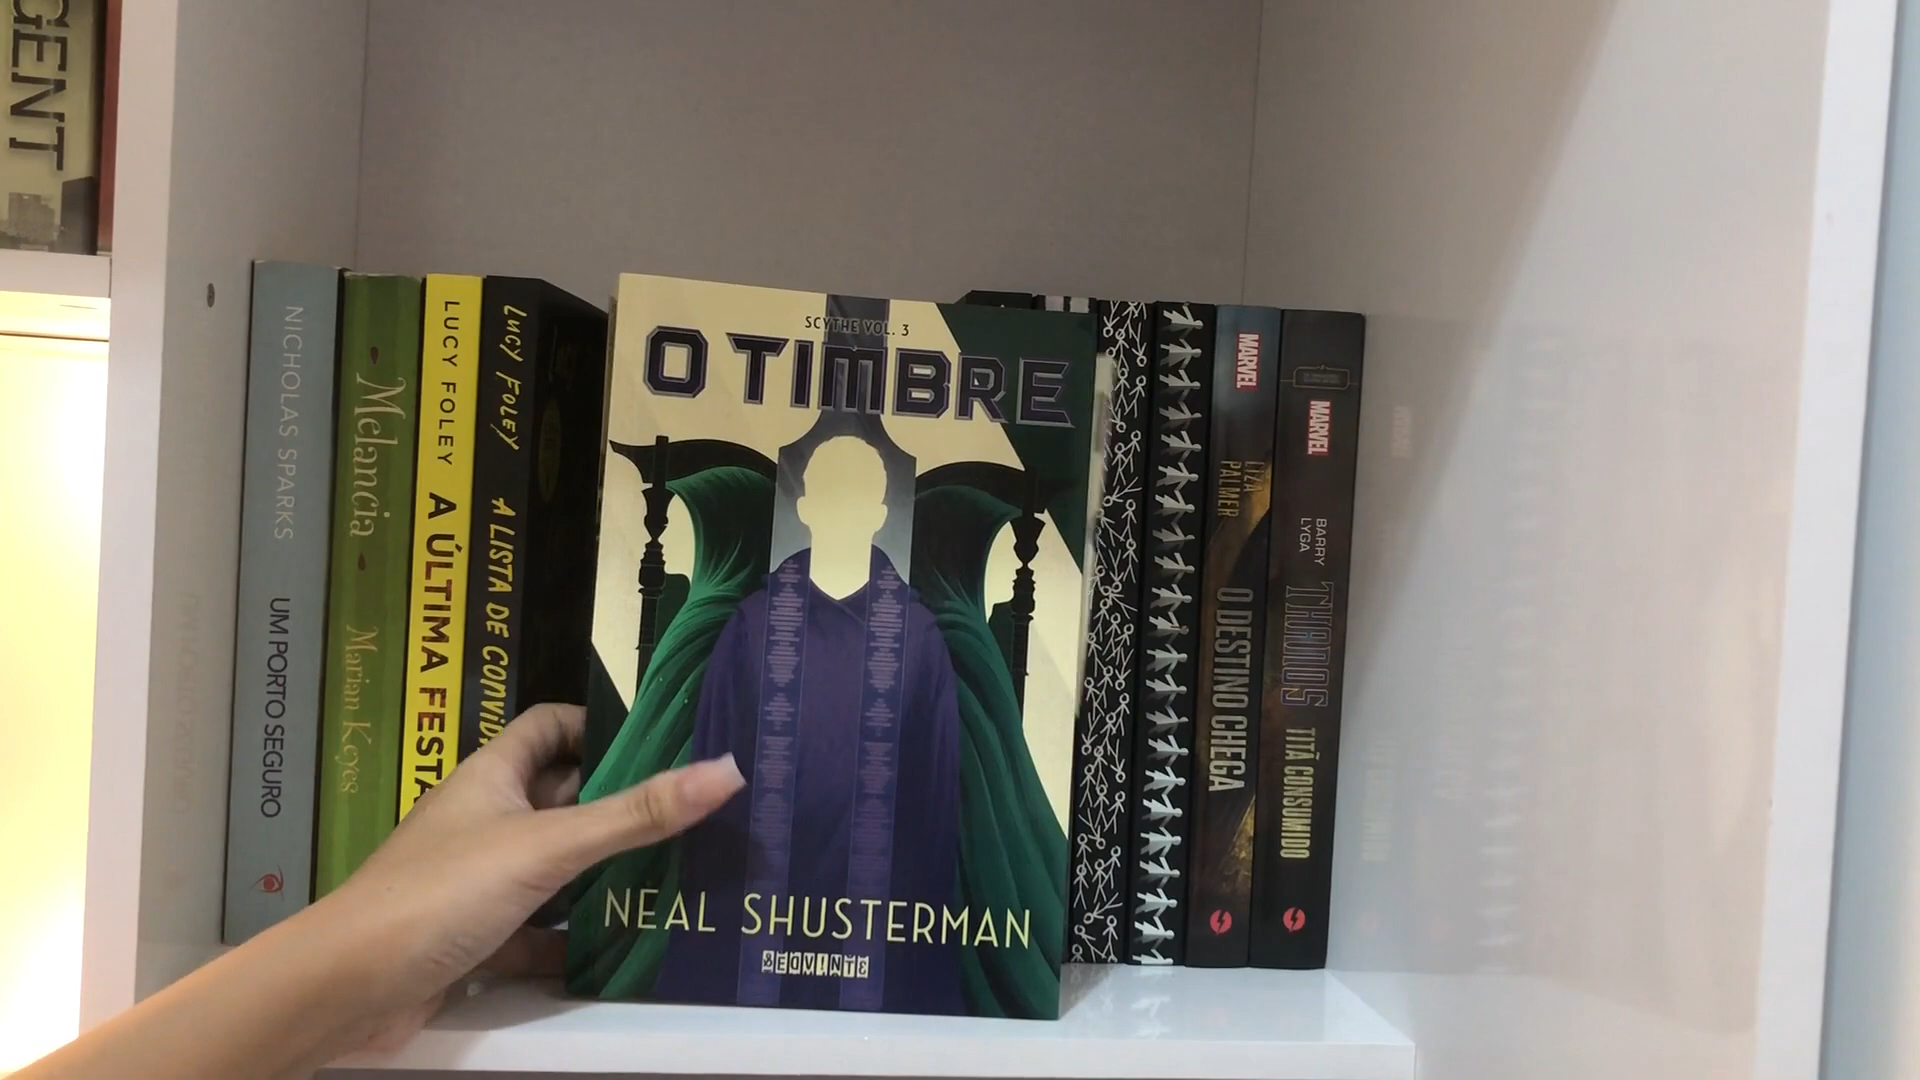 GENT
NICHOLAS SPARKS
UM PORTO SEGURO
Melancia
Marian Keyes
LUCY FOLEY
A ÚLTIMA FESTA
LUCY FOLEY
A LISTA DE CONVID
SCYTHE VOL. 3
O TIMBRE
NEAL SHUSTERMAN
SEGUINTE
MARVEL
LIZA
PALMER
O DESTINO CHEGA
MARVEL
BARRY
LYGA
THANOS
TITÃ CONSUMIDO